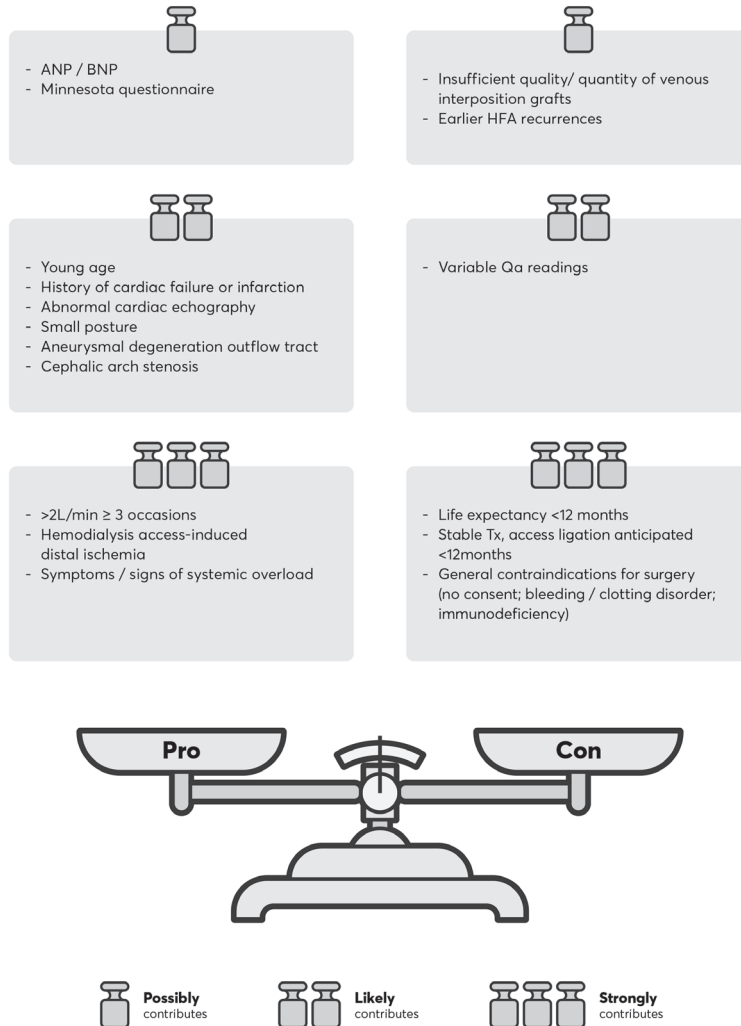 - ANP / BNP
- Minnesota questionnaire
- Insufficient quality/ quantity of venous
interposition grafts
- Earlier HFA recurrences
- Young age
- History of cardiac failure or infarction
- Abnormal cardiac echography
- Small posture
- Aneurysmal degeneration outflow tract
- Cephalic arch stenosis
- Variable Qa readings
- >2L/min ≥ 3 occasions
- Hemodialysis access-induced
distal ischemia
- Symptoms / signs of systemic overload
- Life expectancy <12 months
- Stable Tx, access ligation anticipated
<12months
- General contraindications for surgery
(no consent; bleeding / clotting disorder;
immunodeficiency)
Pro
Con
Possibly
contributes
Likely
contributes
Strongly
contributes